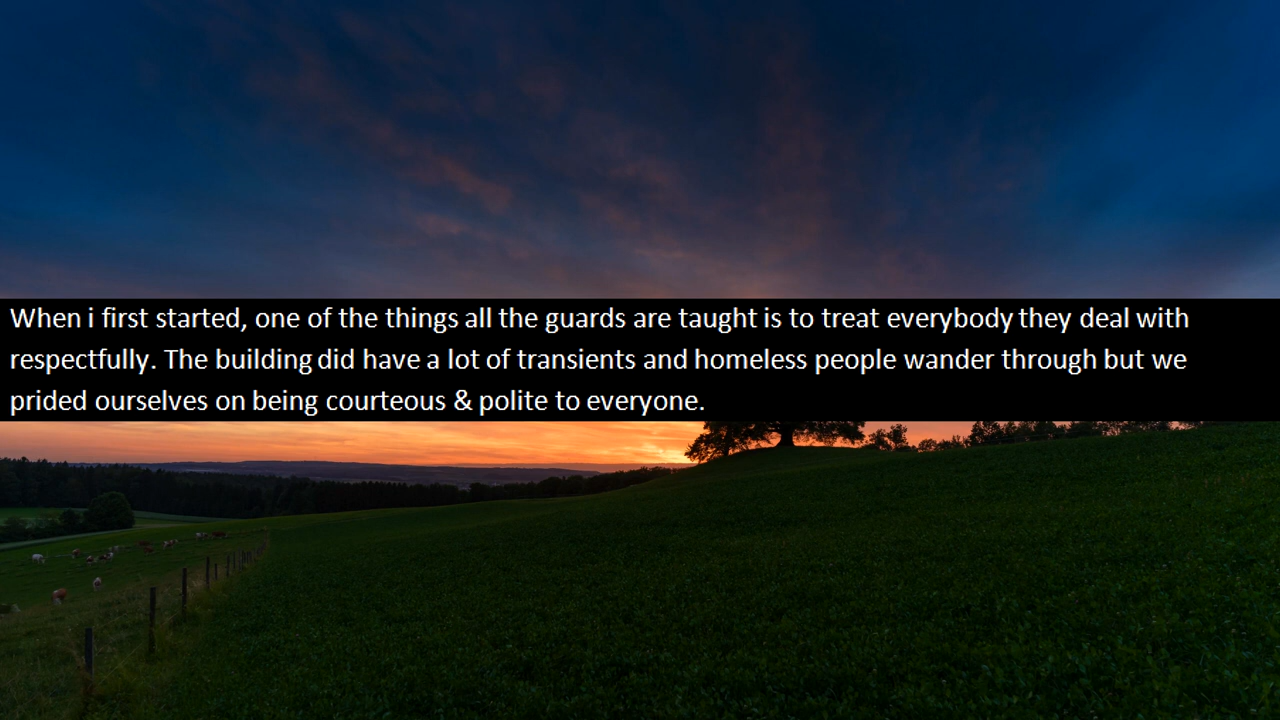 When i first started, one of the things all the guards are taught is to treat everybody they deal with
respectfully. The building did have a lot of transients and homeless people wander through but we
prided ourselves on being courteous & polite to everyone.